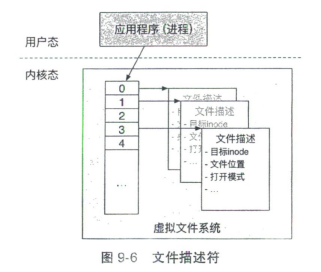 应用程序(进程)
用户态
内核态
0
1
2
3
4
...
文件描述
文件描述
- 目标inode
文件描述
- 目标inode
- 文件位置
- 打开模式
- ...
虚拟文件系统
图 9-6 文件描述符